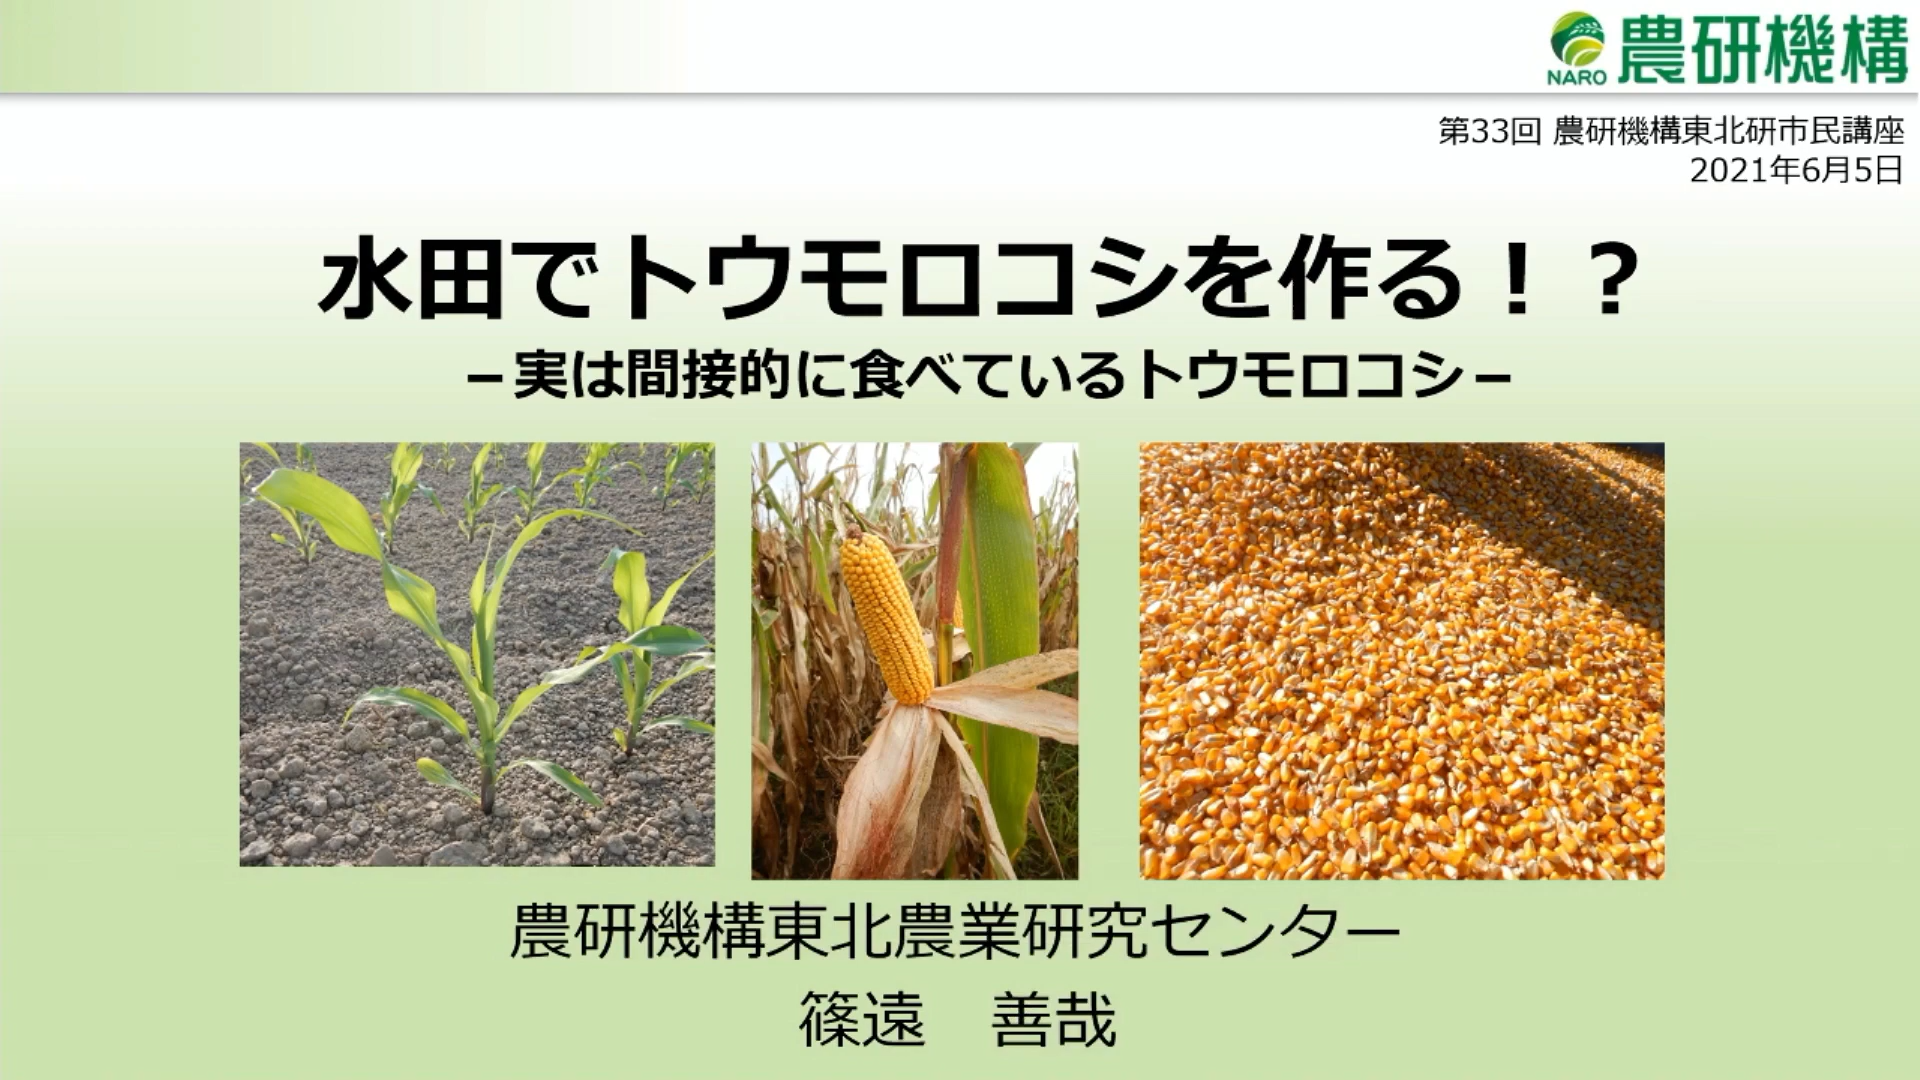 NARO 農研機構
第33回 農研機構東北研市民講座
2021年6月5日
水田でトウモロコシを作る！？
－実は間接的に食べているトウモロコシ－
農研機構東北農業研究センター
篠遠　善哉